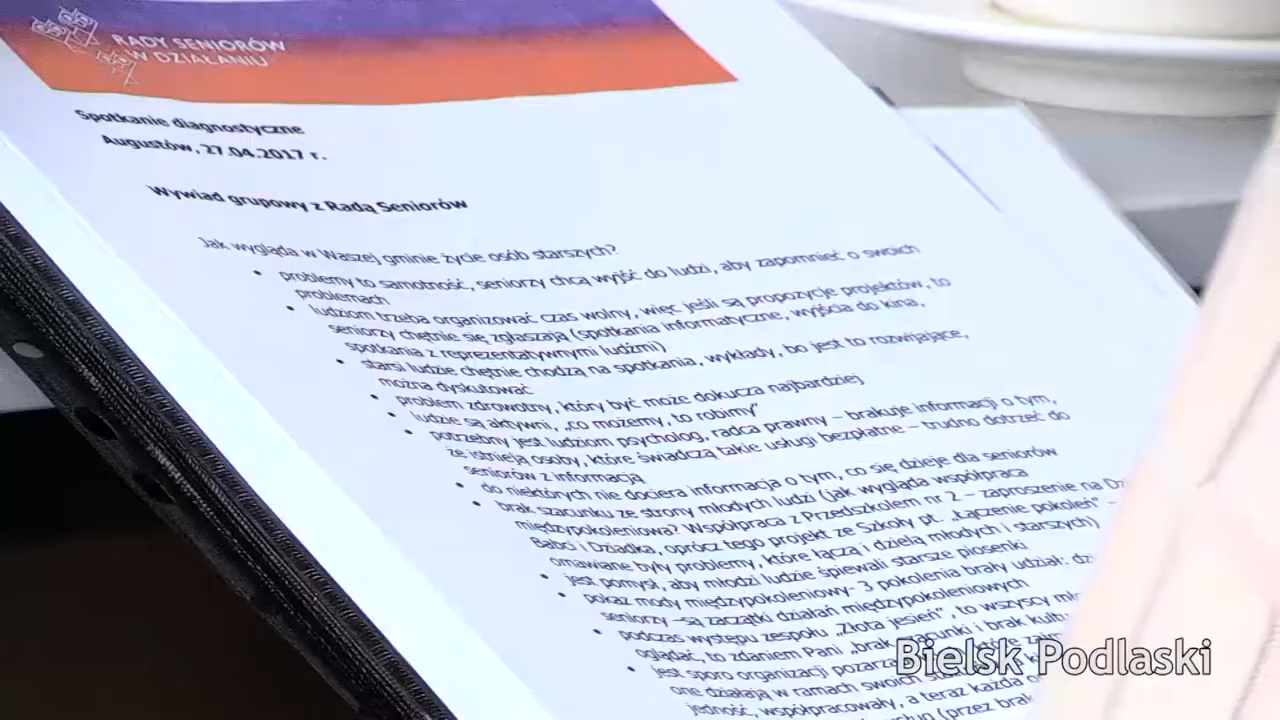 RADY SENIORÓW
W DZIAŁANIU
Spotkanie diagnostyczne
Augustów, 27.04.2017 r.
Wywiad grupowy z Radą Seniorów
Jak wygląda w Waszej gminie życie osób starszych?
• problemy to samotność, seniorzy chcą wyjść do ludzi, aby zapomnieć o swoich
problemach
• ludziom trzeba organizować czas wolny, więc jeśli są propozycje projektów, to
seniorzy chętnie się zgłaszają (spotkania informatyczne, wyjścia do kina,
spotkania z reprezentatywnymi ludźmi)
• starsi ludzie chętnie chodzą na spotkania, wykłady, bo jest to rozwijające,
można dyskutować
• problem zdrowotny, który być może dokucza najbardziej
• ludzie są aktywni, „co możemy, to robimy"
• potrzebny jest ludziom psycholog, radca prawny – brakuje informacji o tym,
że istnieją osoby, które świadczą takie usługi bezpłatne – trudno dotrzeć do
seniorów z informacją
• do niektórych nie dociera informacja o tym, co się dzieje dla seniorów
• brak szacunku ze strony młodych ludzi (jak wygląda współpraca
międzypokoleniowa? Współpraca z Przedszkolem nr 2 – zaproszenie na
Babci i Dziadka, oprócz tego projekt ze Szkoły pt. „Łączenie pokoleń" –
omawiane były problemy, które łączą i dzielą młodych i starszych)
• jest pomysł, aby młodzi ludzie śpiewali starsze piosenki
• pokaz mody międzypokoleniowy- 3 pokolenia brały udział:
seniorzy –są zaczątki działań międzypokoleniowych
• podczas występu zespołu „Złota jesień" , to wszyscy
oglądać, to zdaniem Pani „brak szacunki i brak
• jest sporo organizacji
one działają w ramach swoich
jedność, współpracowały, a teraz każda
(przez brak
Bielsk Podlaski